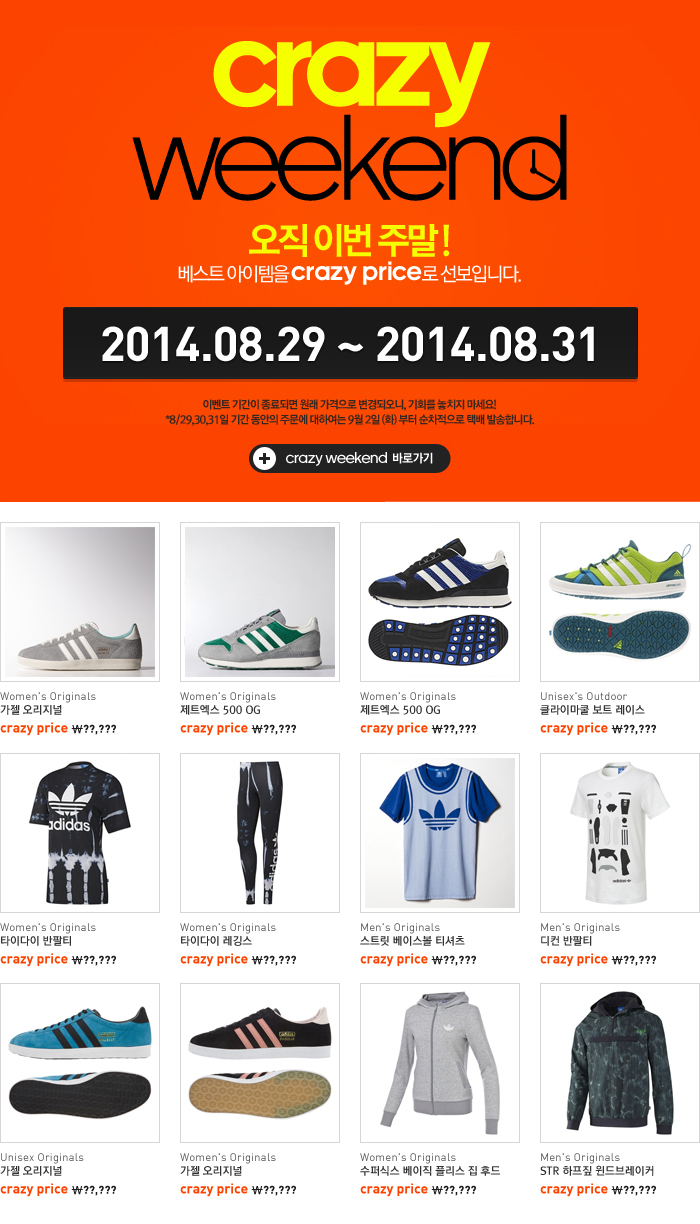 crazy
weekend
오직 이번 주말!
베스트 아이템을 crazy price로 선보입니다.
2014.08.29 ~ 2014.08.31
이벤트 기간이 종료되면 원래 가격으로 변경되오니, 기회를 놓치지 마세요!
*8/29,30,31일 기간 동안의 주문에 대하여는 9월 2일 (화) 부터 순차적으로 택배 발송합니다.
crazy weekend 바로가기
Women's Originals
가젤 오리지널
crazy price ₩??,???
Women's Originals
제트엑스 500 OG
crazy price ₩??,???
Women's Originals
제트엑스 500 OG
crazy price ₩??,???
Unisex's Outdoor
클라이마쿨 보트 레이스
crazy price ₩??,???
adidas
Women's Originals
타이다이 반팔티
crazy price ₩??,???
adidas
Women's Originals
타이다이 레깅스
crazy price ₩??,???
Men's Originals
스트릿 베이스볼 티셔츠
crazy price ₩??,???
adidas
Men's Originals
디컨 반팔티
crazy price ₩??,???
Unisex Originals
가젤 오리지널
crazy price ₩??,???
Women's Originals
가젤 오리지널
crazy price ₩??,???
Women's Originals
수퍼식스 베이직 플리스 집 후드
crazy price ₩??,???
Men's Originals
STR 하프짚 윈드브레이커
crazy price ₩??,???